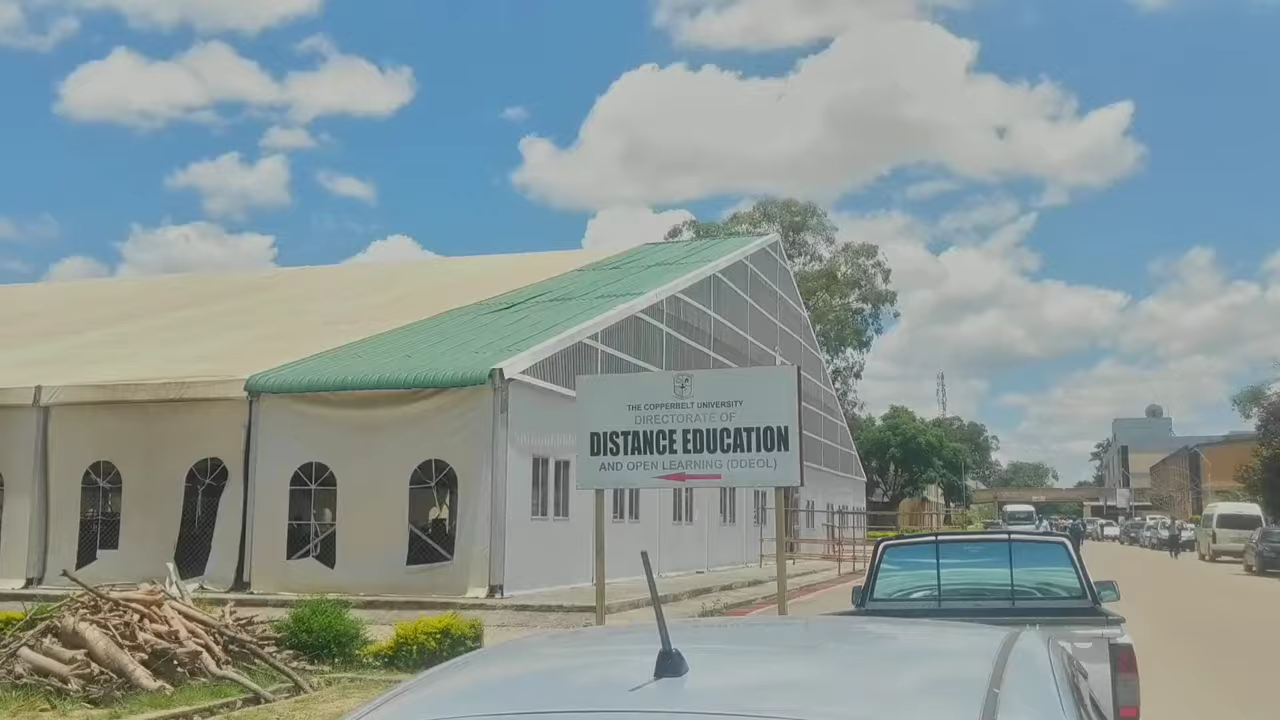 THE COPPERBELT UNIVERSITY
DIRECTORATE OF
DISTANCE EDUCATION
AND OPEN LEARNING (DDEOL)